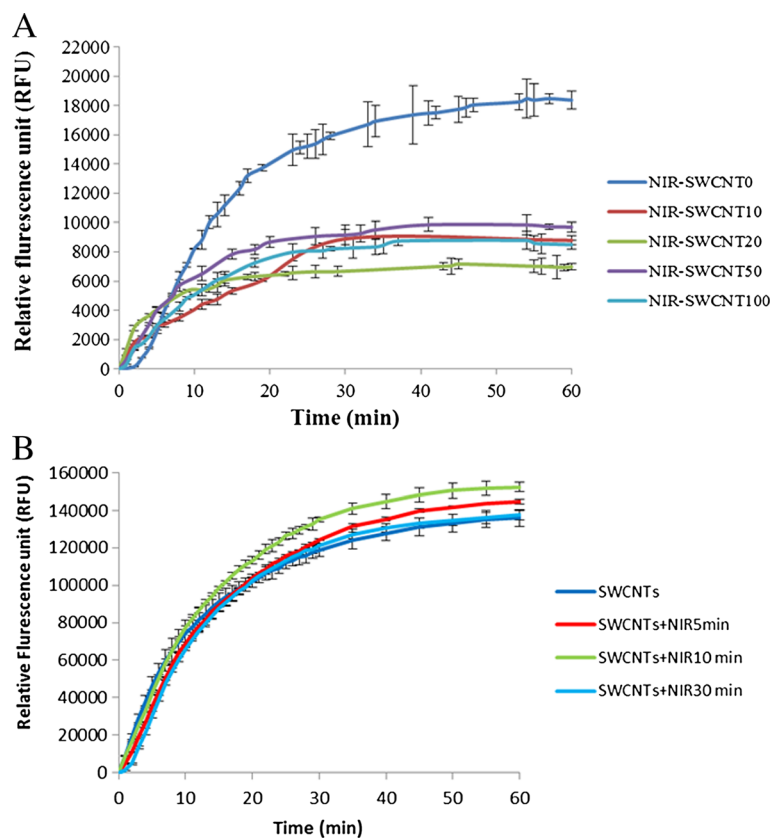 A
Relative flurescence unit (RFU)
22000
20000
18000
16000
14000
12000
10000
8000
6000
4000
2000
0
0 10 20 30 40 50 60
Time (min)
NIR-SWCNT0
NIR-SWCNT10
NIR-SWCNT20
NIR-SWCNT50
NIR-SWCNT100
B
Relative Flurescence unit (RFU)
160000
140000
120000
100000
80000
60000
40000
20000
0
0 10 20 30 40 50 60
Time (min)
SWCNTs
SWCNTs+NIR5min
SWCNTs+NIR10 min
SWCNTs+NIR30 min